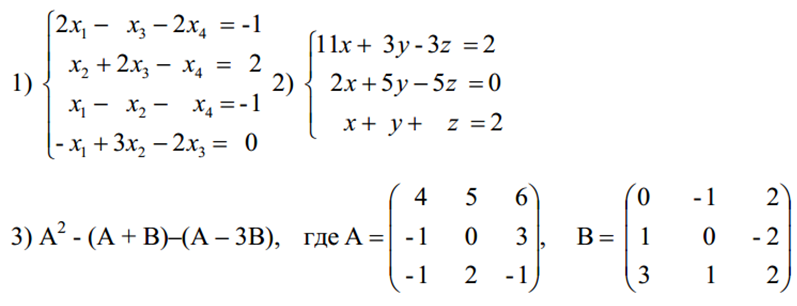 1) { 2x₁ - x₃ - 2x₄ = -1
x₂ + 2x₃ - x₄ = 2
x₁ - x₂ - x₄ = -1
- x₁ + 3x₂ - 2x₃ = 0
2) { 11x + 3y - 3z = 2
2x + 5y - 5z = 0
x + y + z = 2
3) A² - (A + B)–(A – 3B), где A = ( 4 5 6
-1 0 3
-1 2 -1 ),
B = ( 0 -1 2
1 0 -2
3 1 2 )